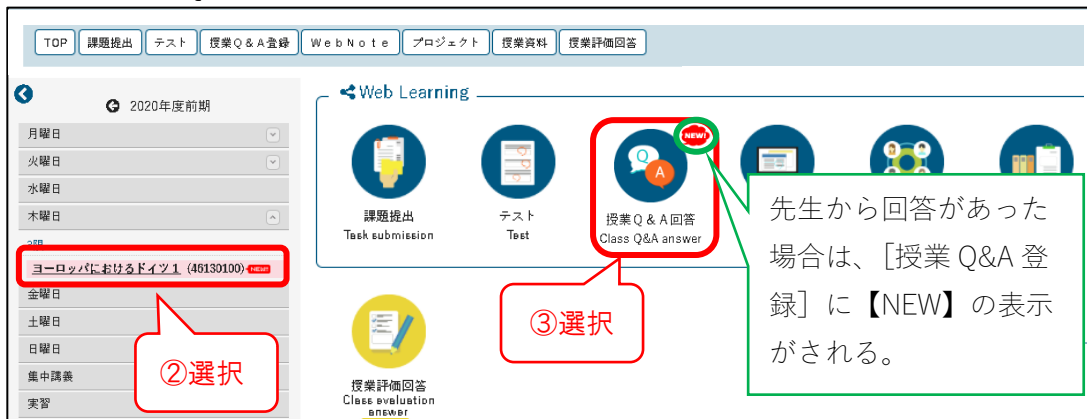 TOP 課題提出 テスト 授業Q&A登録 WebNote プロジェクト 授業資料 授業評価回答
2020年度前期
月曜日
火曜日
水曜日
木曜日
ヨーロッパにおけるドイツ1 (46130100) NEW!
金曜日
土曜日
日曜日
集中講義
実習
②選択
Web Learning
Q
A
NEW!
課題提出
Task submission
テスト
Test
授業Q&A回答
Class Q&A answer
③選択
授業評価回答
Class evaluation
answer
先生から回答があった
場合は、[授業 Q&A 登
録]に【NEW】の表示
がされる。